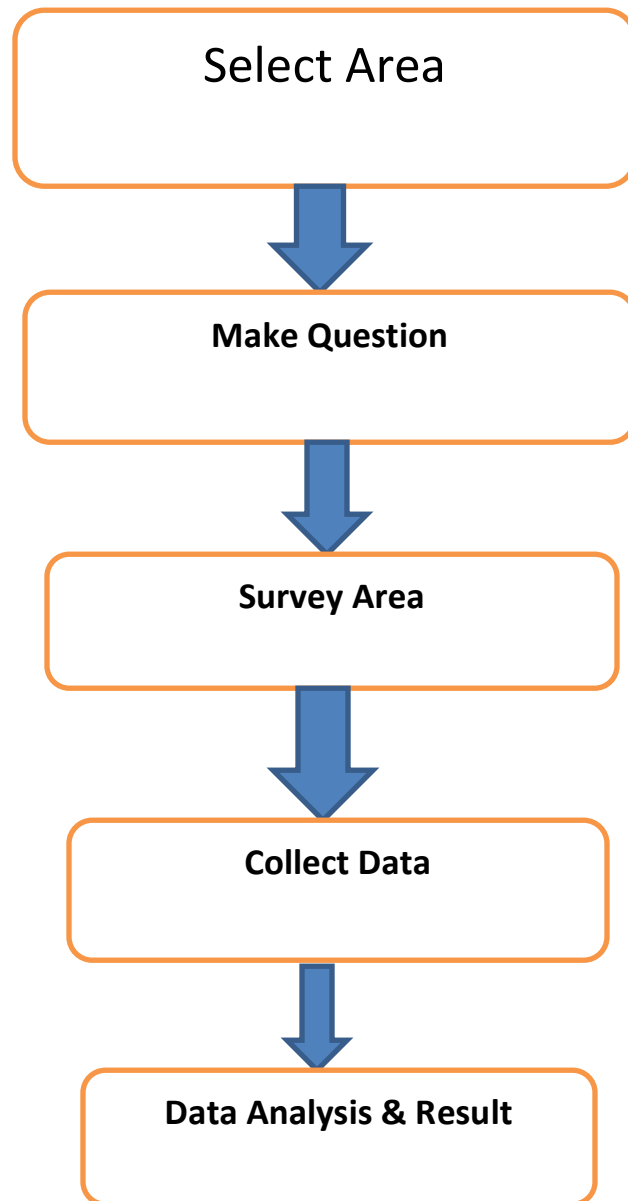 Select Area
Make Question
Survey Area
Collect Data
Data Analysis & Result